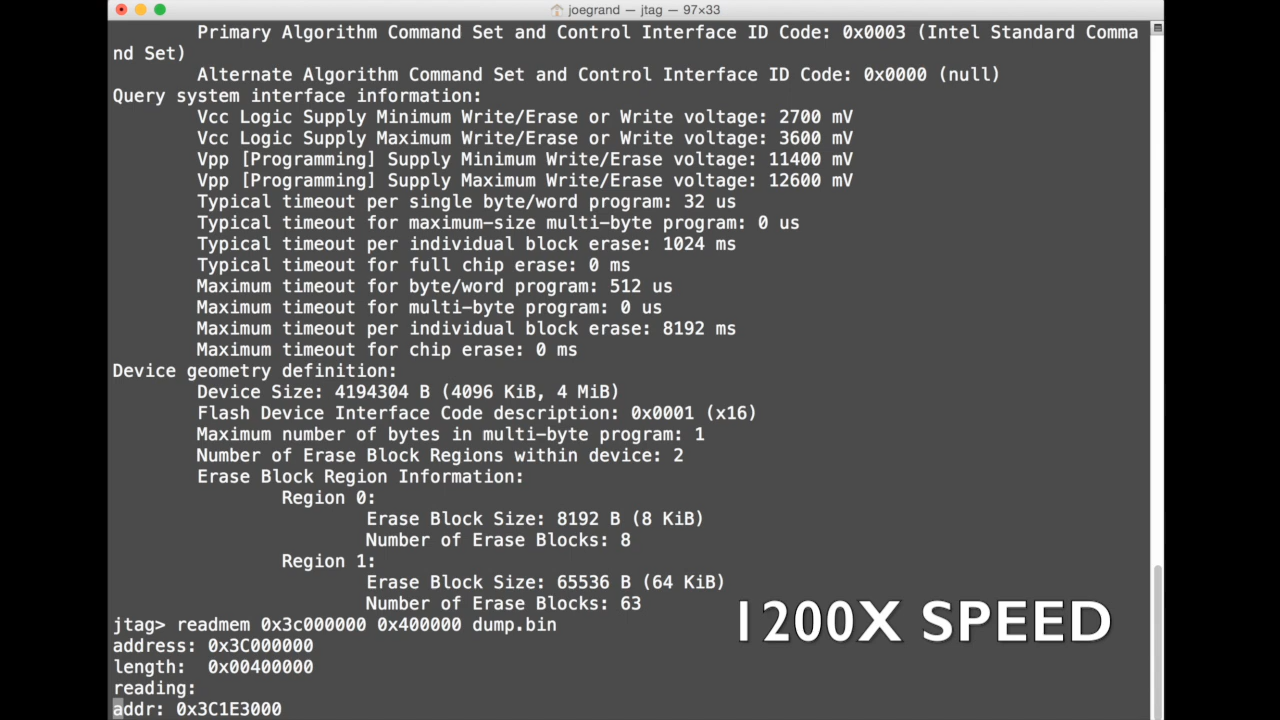 joegrand — jtag — 97×33
Primary Algorithm Command Set and Control Interface ID Code: 0x0003 (Intel Standard Comma
nd Set)
Alternate Algorithm Command Set and Control Interface ID Code: 0x0000 (null)
Query system interface information:
Vcc Logic Supply Minimum Write/Erase or Write voltage: 2700 mV
Vcc Logic Supply Maximum Write/Erase or Write voltage: 3600 mV
Vpp [Programming] Supply Minimum Write/Erase voltage: 11400 mV
Vpp [Programming] Supply Maximum Write/Erase voltage: 12600 mV
Typical timeout per single byte/word program: 32 us
Typical timeout for maximum-size multi-byte program: 0 us
Typical timeout per individual block erase: 1024 ms
Typical timeout for full chip erase: 0 ms
Maximum timeout for byte/word program: 512 us
Maximum timeout for multi-byte program: 0 us
Maximum timeout per individual block erase: 8192 ms
Maximum timeout for chip erase: 0 ms
Device geometry definition:
Device Size: 4194304 B (4096 KiB, 4 MiB)
Flash Device Interface Code description: 0x0001 (x16)
Maximum number of bytes in multi-byte program: 1
Number of Erase Block Regions within device: 2
Erase Block Region Information:
Region 0:
Erase Block Size: 8192 B (8 KiB)
Number of Erase Blocks: 8
Region 1:
Erase Block Size: 65536 B (64 KiB)
Number of Erase Blocks: 63
jtag> readmem 0x3c000000 0x400000 dump.bin
1200X SPEED
address: 0x3C000000
length:  0x00400000
reading:
addr: 0x3C1E3000